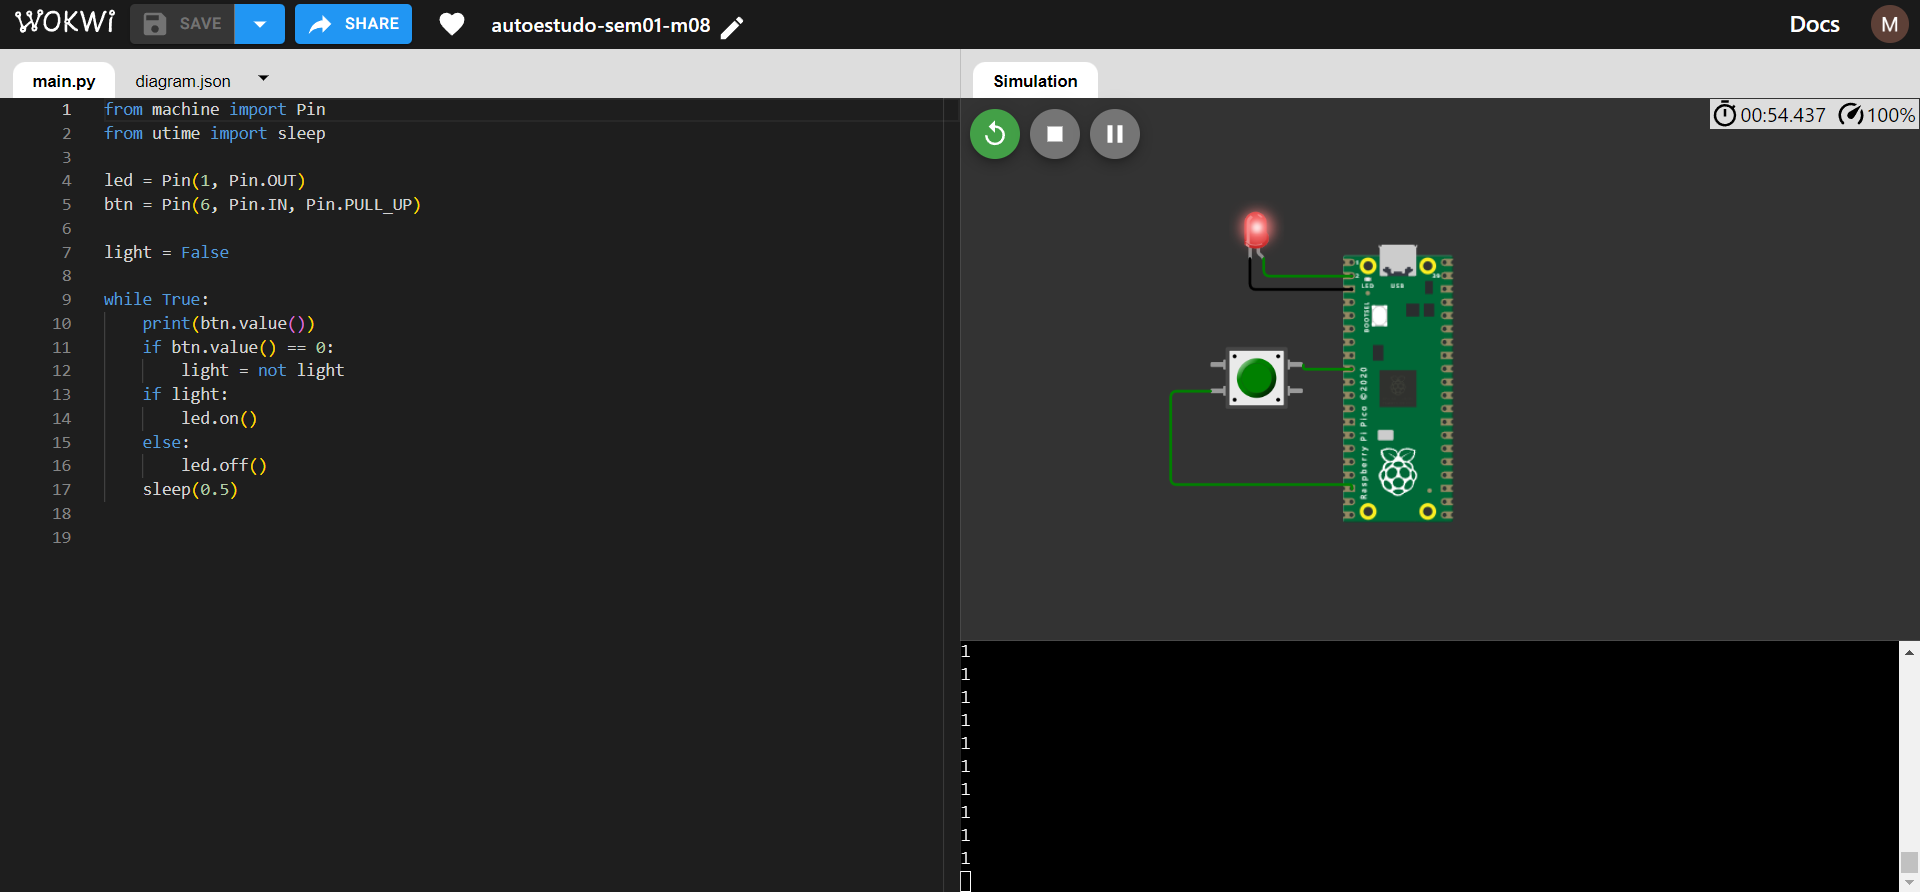 WOKWi SAVE SHARE autoestudo-sem01-m08 Docs M
main.py diagram.json Simulation
1 from machine import Pin
2 from utime import sleep
3
4 led = Pin(1, Pin.OUT)
5 btn = Pin(6, Pin.IN, Pin.PULL_UP)
6
7 light = False
8
9 while True:
10 print(btn.value())
11 if btn.value() == 0:
12 light = not light
13 if light:
14 led.on()
15 else:
16 led.off()
17 sleep(0.5)
18
19
00:54.437 100%
LED USB
BOOTSEL
Raspberry Pi Pico ©2020
1
1
1
1
1
1
1
1
1
1